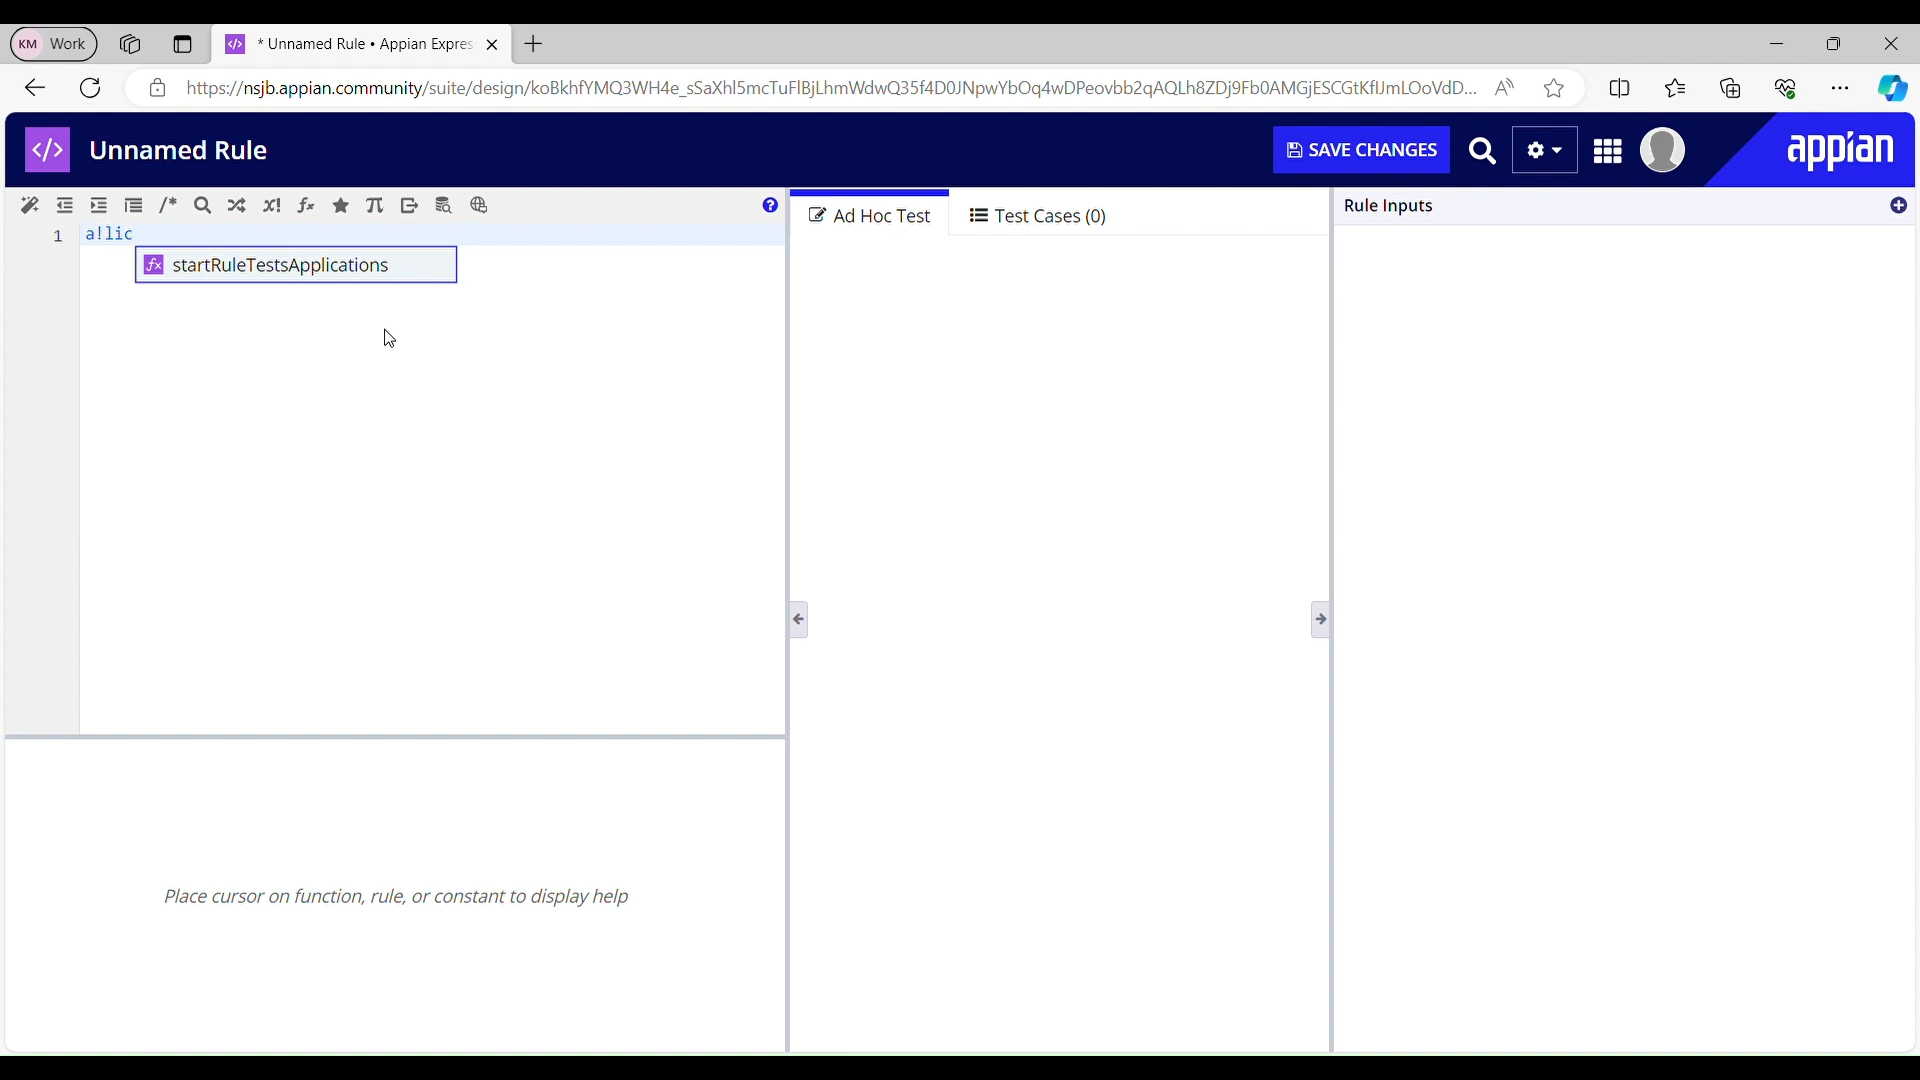 KM Work
* Unnamed Rule • Appian Expres
https://nsjb.appian.community/suite/design/koBkhfYMQ3WH4e_sSaXhl5mcTuFlBjLhmWdwQ35f4D0JNpwYbOq4wDPeovbb2qAQLh8ZDj9Fb0AMGjESCGtKflJmLOoVdD...
</> Unnamed Rule
SAVE CHANGES
appian
Ad Hoc Test
Test Cases (0)
Rule Inputs
1 a!lic
startRuleTestsApplications
Place cursor on function, rule, or constant to display help